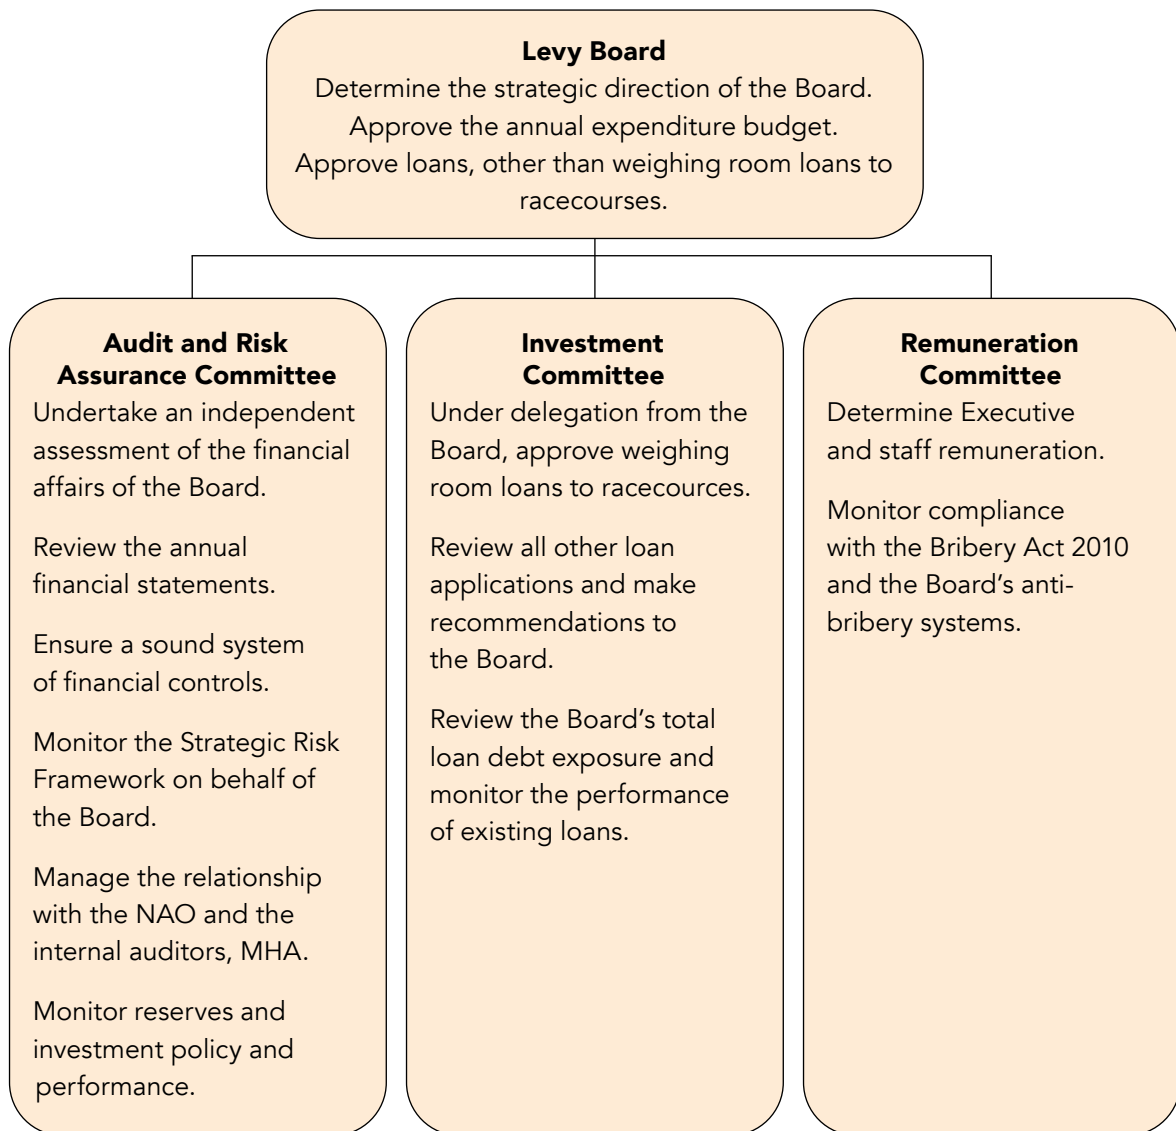 Levy Board
Determine the strategic direction of the Board.
Approve the annual expenditure budget.
Approve loans, other than weighing room loans to
racecourses.
Audit and Risk
Assurance Committee
Undertake an independent
assessment of the financial
affairs of the Board.
Review the annual
financial statements.
Ensure a sound system
of financial controls.
Monitor the Strategic Risk
Framework on behalf of
the Board.
Manage the relationship
with the NAO and the
internal auditors, MHA.
Monitor reserves and
investment policy and
performance.
Investment
Committee
Under delegation from the
Board, approve weighing
room loans to racecources.
Review all other loan
applications and make
recommendations to
the Board.
Review the Board’s total
loan debt exposure and
monitor the performance
of existing loans.
Remuneration
Committee
Determine Executive
and staff remuneration.
Monitor compliance
with the Bribery Act 2010
and the Board’s anti-
bribery systems.